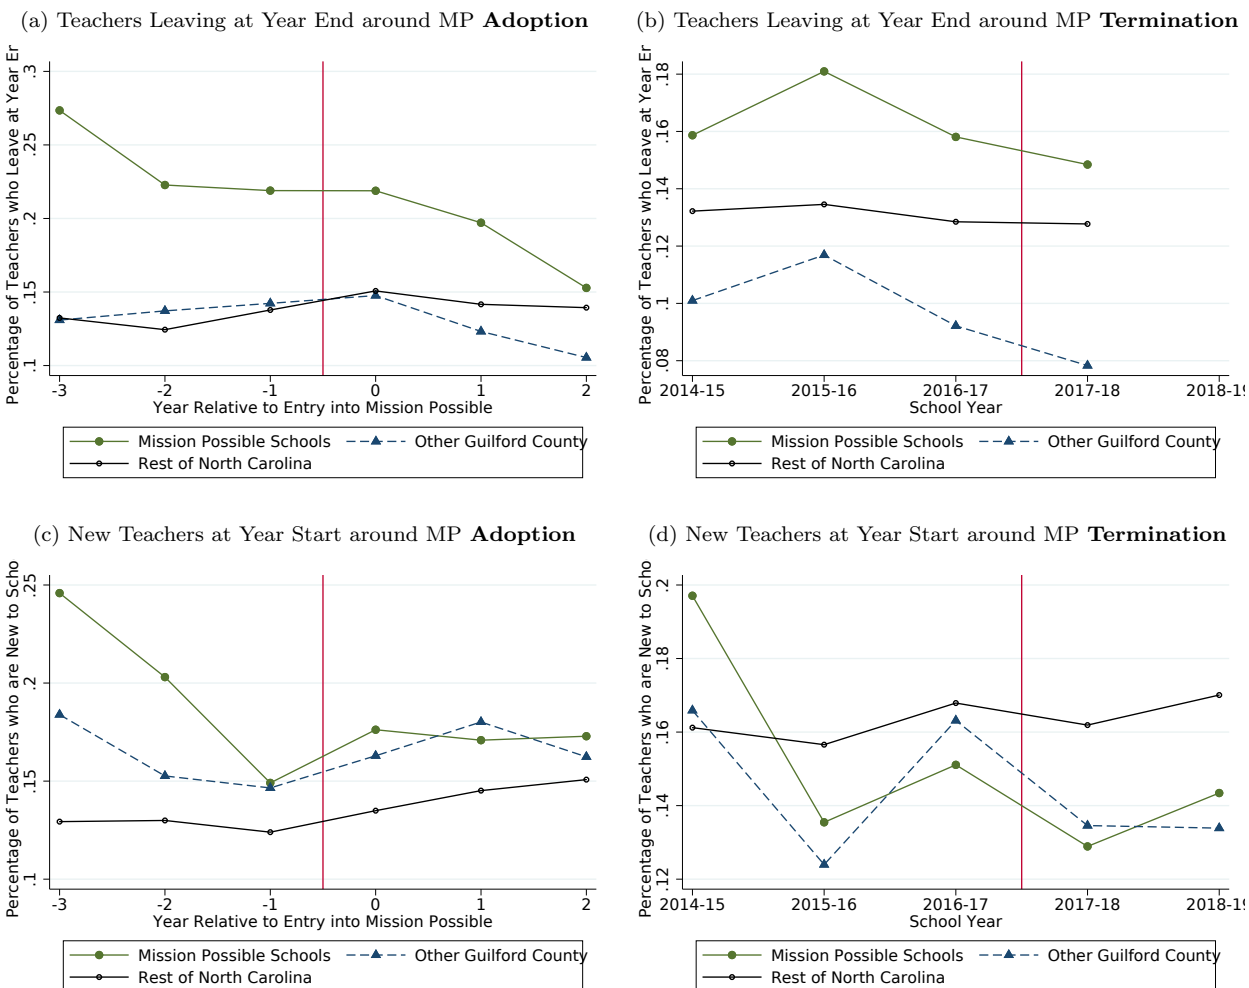 (a) Teachers Leaving at Year End around MP Adoption
Percentage of Teachers who Leave at Year Er
.1 .15 .2 .25 .3
-3 -2 -1 0 1 2
Year Relative to Entry into Mission Possible
Mission Possible Schools Other Guilford County
Rest of North Carolina
(b) Teachers Leaving at Year End around MP Termination
Percentage of Teachers who Leave at Year Er
.08 .1 .12 .14 .16 .18
2014-15 2015-16 2016-17 2017-18 2018-19
School Year
Mission Possible Schools Other Guilford County
Rest of North Carolina
(c) New Teachers at Year Start around MP Adoption
Percentage of Teachers who are New to Scho
.1 .15 .2 .25
-3 -2 -1 0 1 2
Year Relative to Entry into Mission Possible
Mission Possible Schools Other Guilford County
Rest of North Carolina
(d) New Teachers at Year Start around MP Termination
Percentage of Teachers who are New to Scho
.12 .14 .16 .18 .2
2014-15 2015-16 2016-17 2017-18 2018-19
School Year
Mission Possible Schools Other Guilford County
Rest of North Carolina